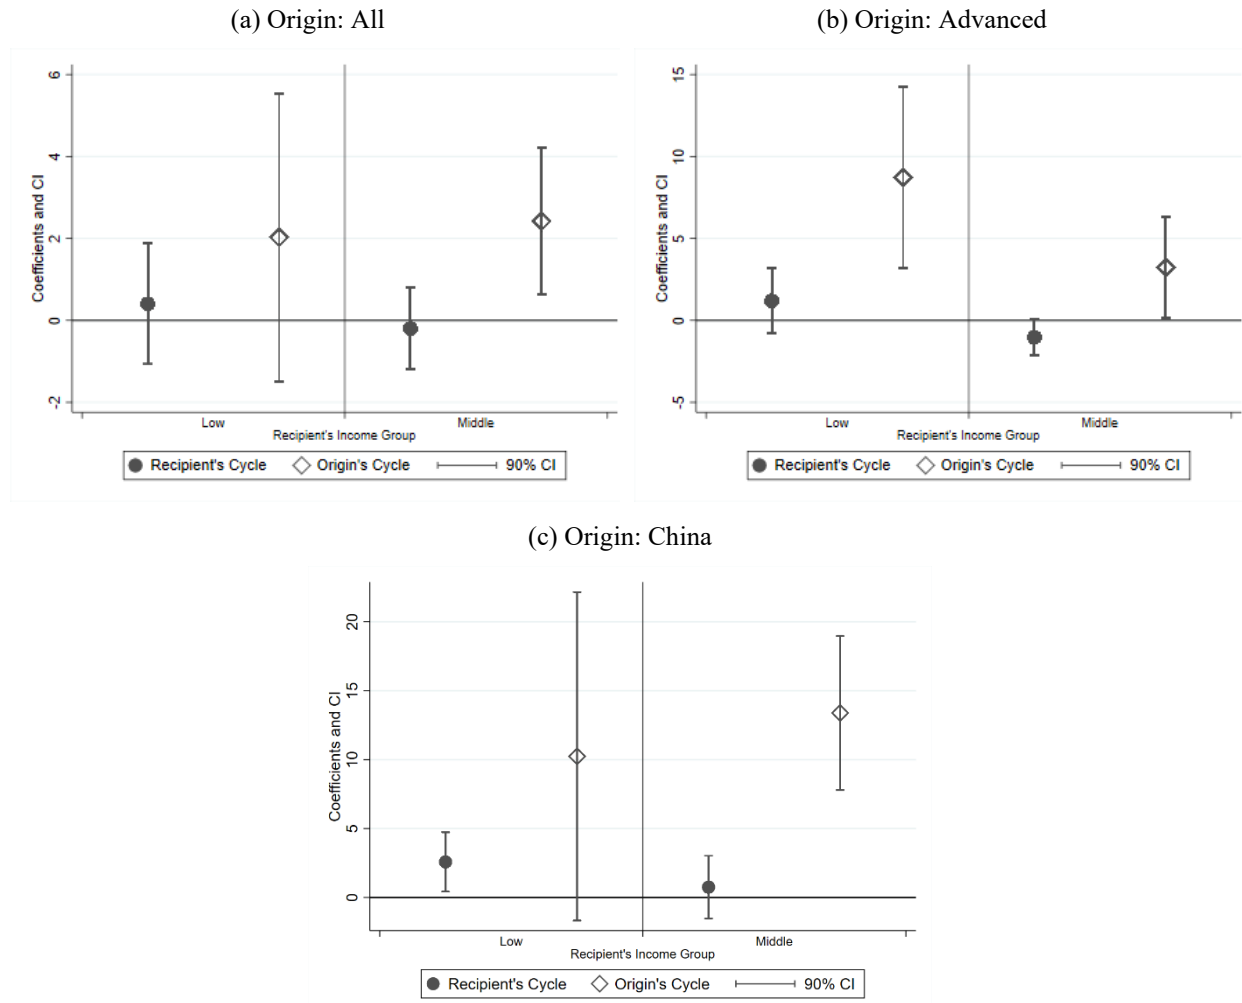 (a) Origin: All
Coefficients and CI
6
4
2
0
-2
Low
Middle
Recipient's Income Group
Recipient's Cycle
Origin's Cycle
90% CI
(b) Origin: Advanced
Coefficients and CI
15
10
5
0
-5
Low
Middle
Recipient's Income Group
Recipient's Cycle
Origin's Cycle
90% CI
(c) Origin: China
Coefficients and CI
20
15
10
5
0
Low
Middle
Recipient's Income Group
Recipient's Cycle
Origin's Cycle
90% CI